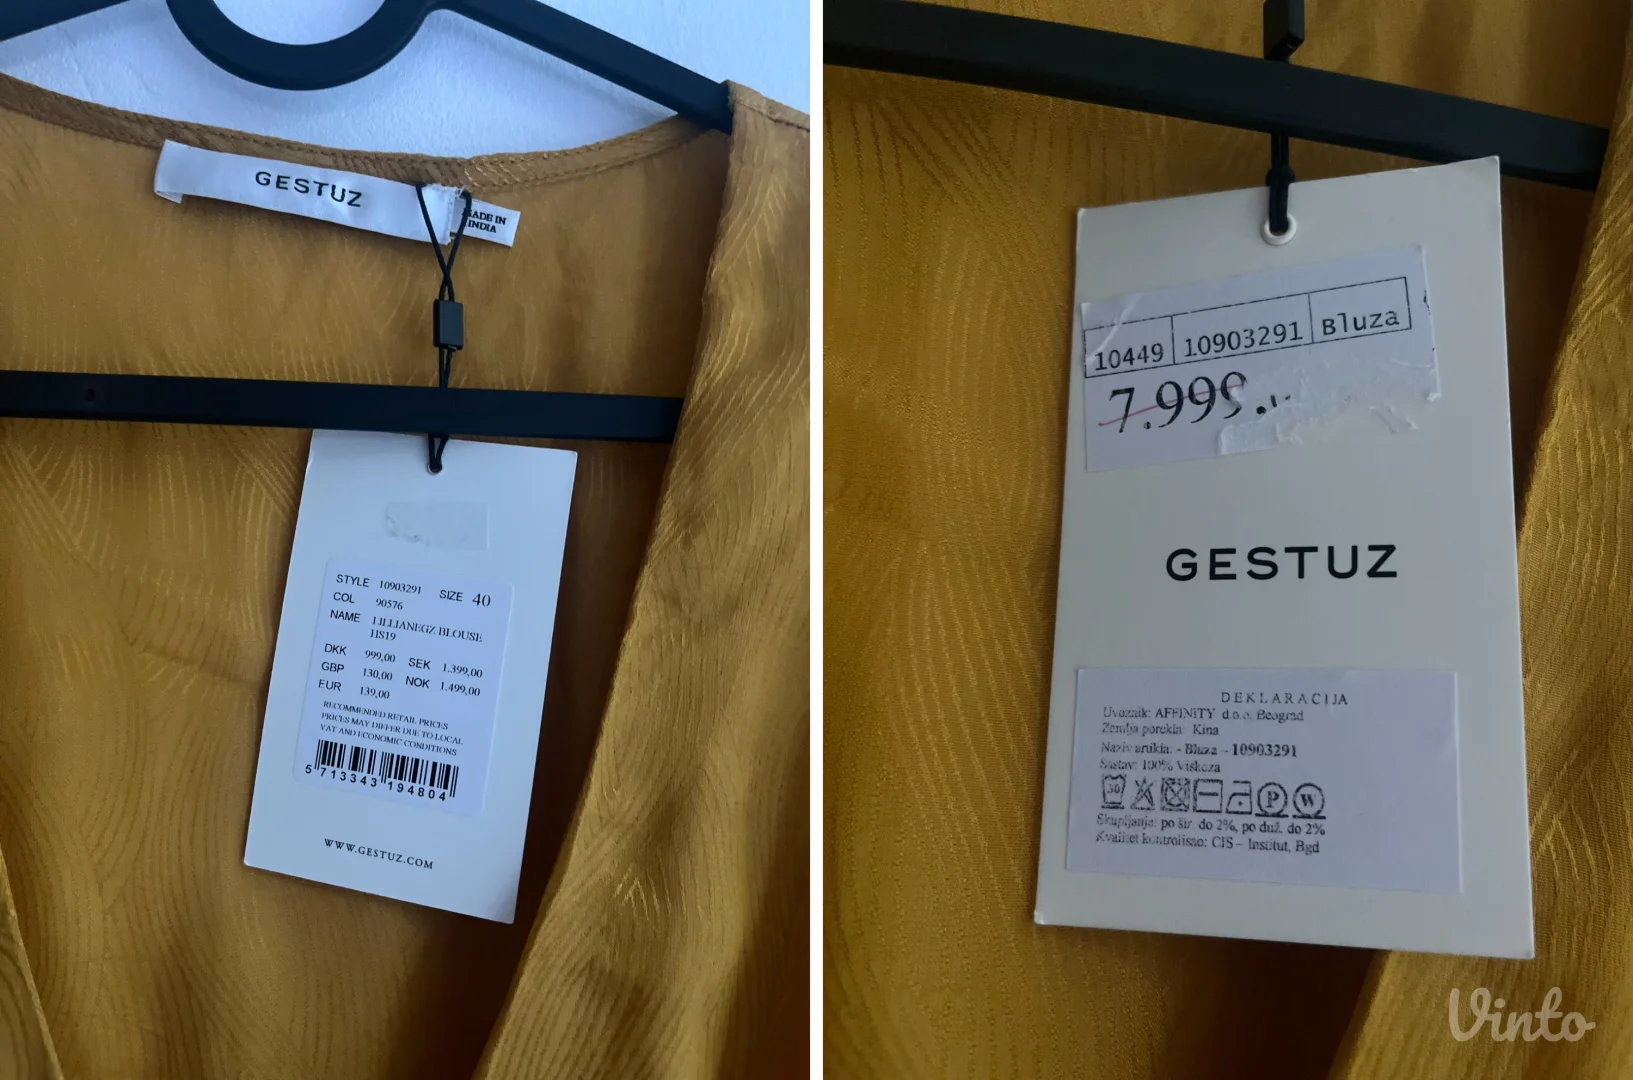 GESTUZ
MADE IN
INDIA
STYLE 10903291 SIZE 40
COL 90576
NAME LILLIANEGZ BLOUSE
HS19
DKK 999,00 SEK 1.399,00
GBP 130,00 NOK 1.499,00
EUR 139,00
RECOMMENDED RETAIL PRICES
PRICES MAY DIFFER DUE TO LOCAL
VAT AND ECONOMIC CONDITIONS
5 713343 194804
WWW.GESTUZ.COM
10449 10903291 Bluza
7.999
GESTUZ
DEKLARACIJA
Uvoznik: AFFINITY d.o.o. Beograd
Zemlja porekla: Kina
Naziv artikla: - Bluza - 10903291
Sastav: 100% Viskoza
30 P W
Skupljanje: po šir. do 2%, po duž. do 2%
Kvalitet kontrolisao: CIS - Institut, Bgd
Vinto